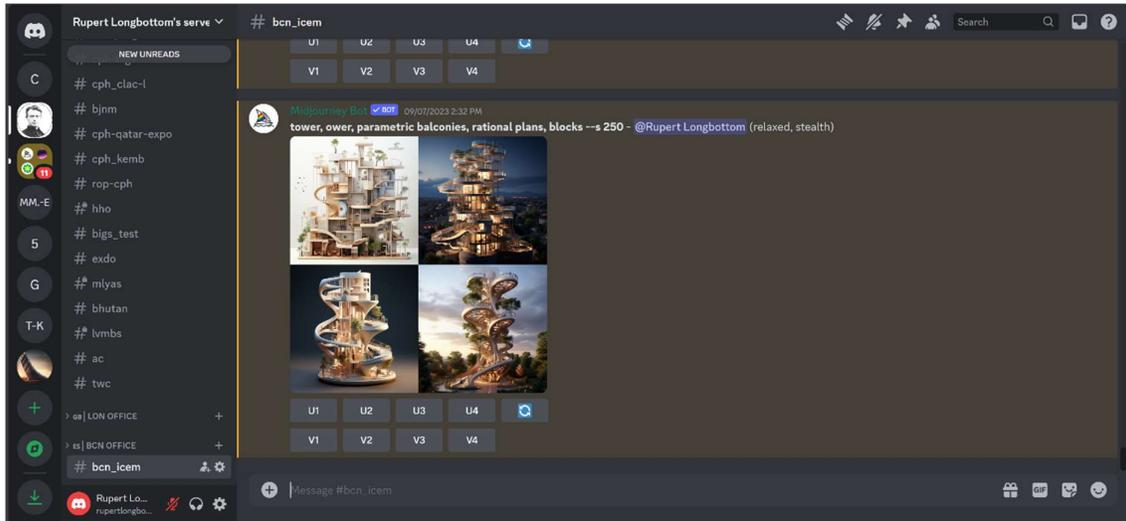 Rupert Longbottom's serve
# bcn_icem
Search
NEW UNREADS
# cph_clac-l
# bjnm
# cph-qatar-expo
# cph_kemb
# rop-cph
# hho
# bigs_test
# exdo
# mlyas
# bhutan
# lvmbs
# ac
# twc
GB | LON OFFICE
ES | BCN OFFICE
# bcn_icem
Rupert Lo...
rupertlongbo...
C
11
MM.-E
5
G
T-K
U1 U2 U3 U4
V1 V2 V3 V4
Midjourney Bot BOT 09/07/2023 2:32 PM
tower, ower, parametric balconies, rational plans, blocks --s 250 - @Rupert Longbottom (relaxed, stealth)
U1 U2 U3 U4
V1 V2 V3 V4
Message #bcn_icem
GIF